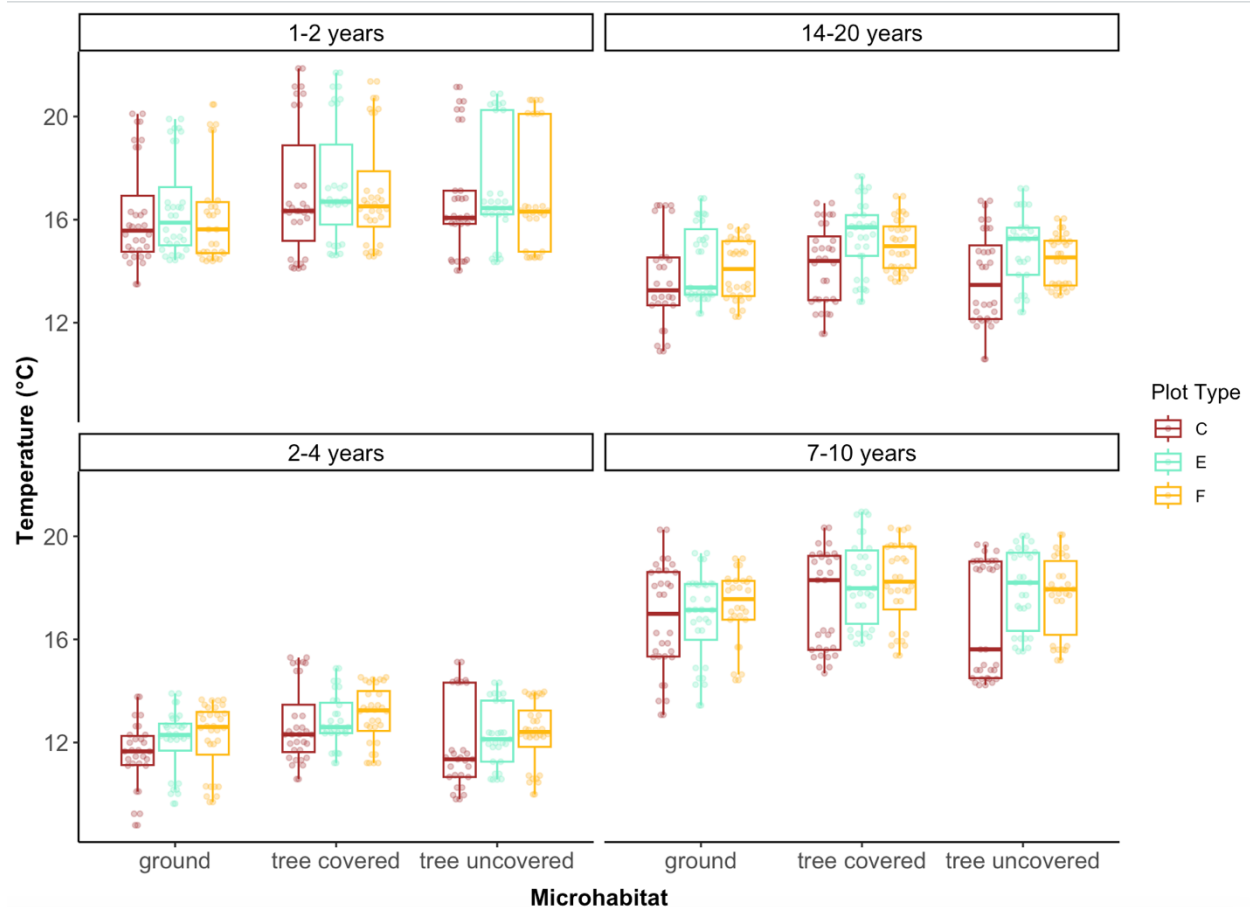 1-2 years
14-20 years
20
16
12
2-4 years
7-10 years
20
16
12
Temperature (°C)
ground
tree covered
tree uncovered
ground
tree covered
tree uncovered
Microhabitat
Plot Type
C
E
F